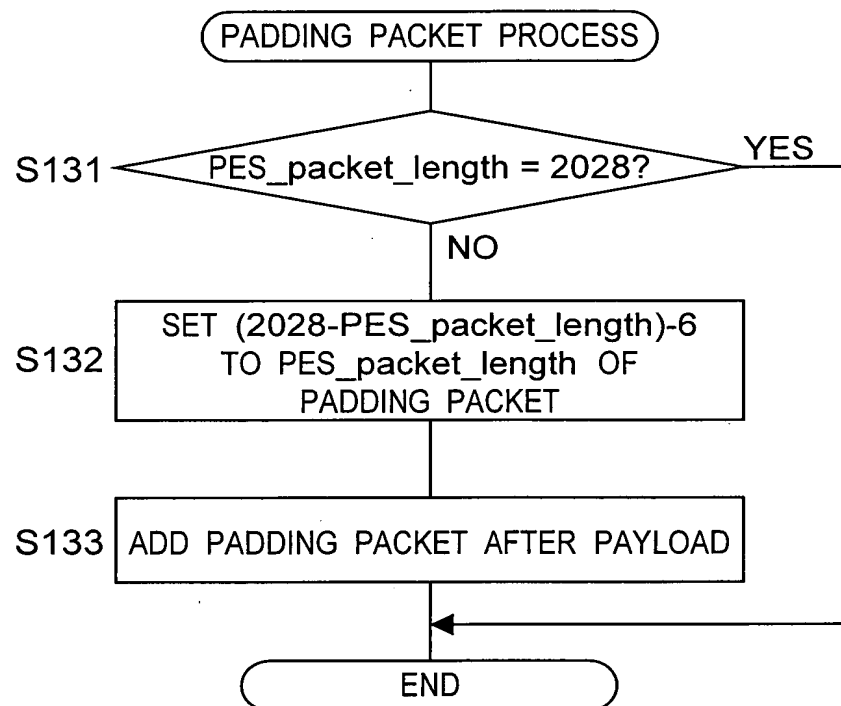 PADDING PACKET PROCESS
S131
PES_packet_length = 2028?
YES
NO
S132
SET (2028-PES_packet_length)-6
TO PES_packet_length OF
PADDING PACKET
S133
ADD PADDING PACKET AFTER PAYLOAD
END